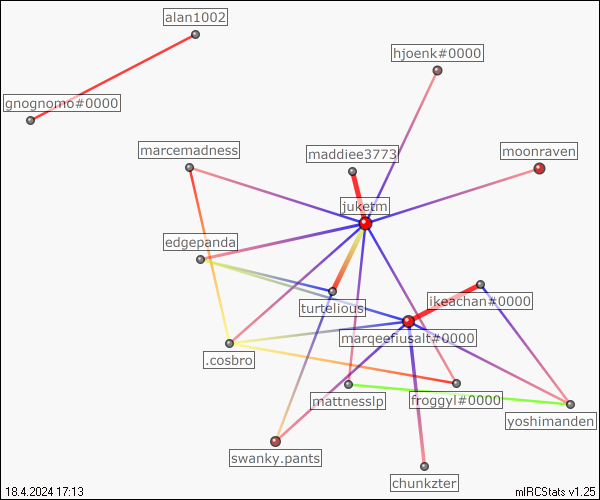 alan1002
hjoenk#0000
gnognomo#0000
marcemadness
maddiee3773
moonraven
juketm
edgepanda
turtelious
ikeachan#0000
marqeefiusalt#0000
.cosbro
mattnesslp
froggyl#0000
yoshimanden
swanky.pants
chunkzter
18.4.2024 17:13
mIRCStats v1.25